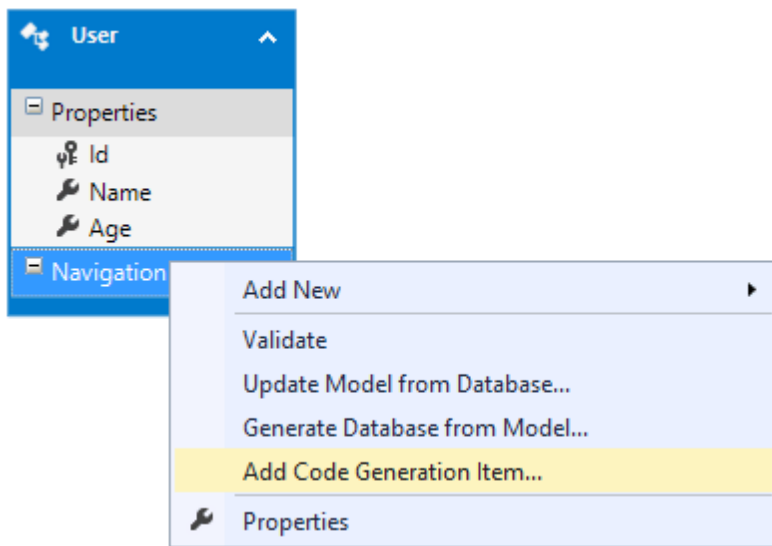 User
Properties
Id
Name
Age
Navigation
Add New
Validate
Update Model from Database...
Generate Database from Model...
Add Code Generation Item...
Properties